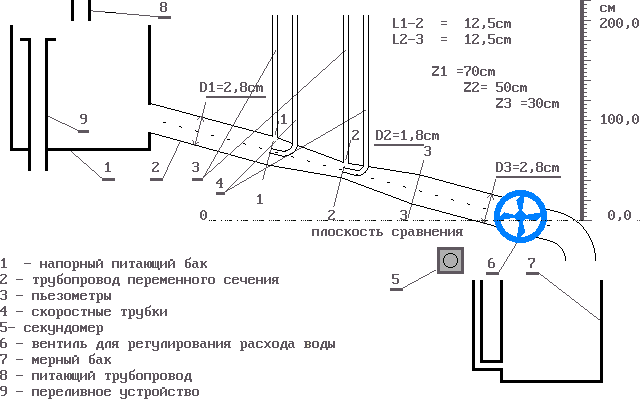 8
см
L1-2 = 12,5cm
200,0
L2-3 = 12,5cm
Z1 =70cm
D1=2,8cm
Z2= 50cm
Z3 =30cm
9
1
100,0
2
D2=1,8cm
3
1
2
3
4
D3=2,8cm
1
0
2
3
0,0
плоскость сравнения
5
6
7
1 - напорный питающий бак
2 - трубопровод переменного сечения
3 - пьезометры
4 - скоростные трубки
5- секундомер
6 - вентиль для регулирования расхода воды
7 - мерный бак
8 - питающий трубопровод
9 - переливное устройство